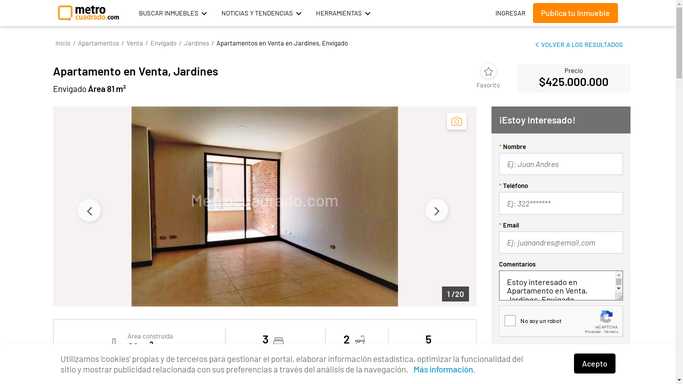 metro
cuadrado.com
BUSCAR INMUEBLES
NOTICIAS Y TENDENCIAS
HERRAMIENTAS
INGRESAR
Publica tu Inmueble
Inicio / Apartamentos / Venta / Envigado / Jardines / Apartamentos en Venta en Jardines, Envigado
VOLVER A LOS RESULTADOS
Apartamento en Venta, Jardines
Envigado Área 81 m²
Favorito
Precio
$425.000.000
¡Estoy Interesado!
* Nombre
Ej: Juan Andres
* Teléfono
Ej: 322*******
* Email
Ej: juanandres@email.com
Comentarios
Estoy interesado en
Apartamento en Venta,
Jardines, Envigado
No soy un robot
reCAPTCHA
Privacidad - Términos
1 / 20
Área construida
3
2
5
Utilizamos 'cookies' propias y de terceros para gestionar el portal, elaborar información estadística, optimizar la funcionalidad del
sitio y mostrar publicidad relacionada con sus preferencias a través del análisis de la navegación. Más información.
Acepto